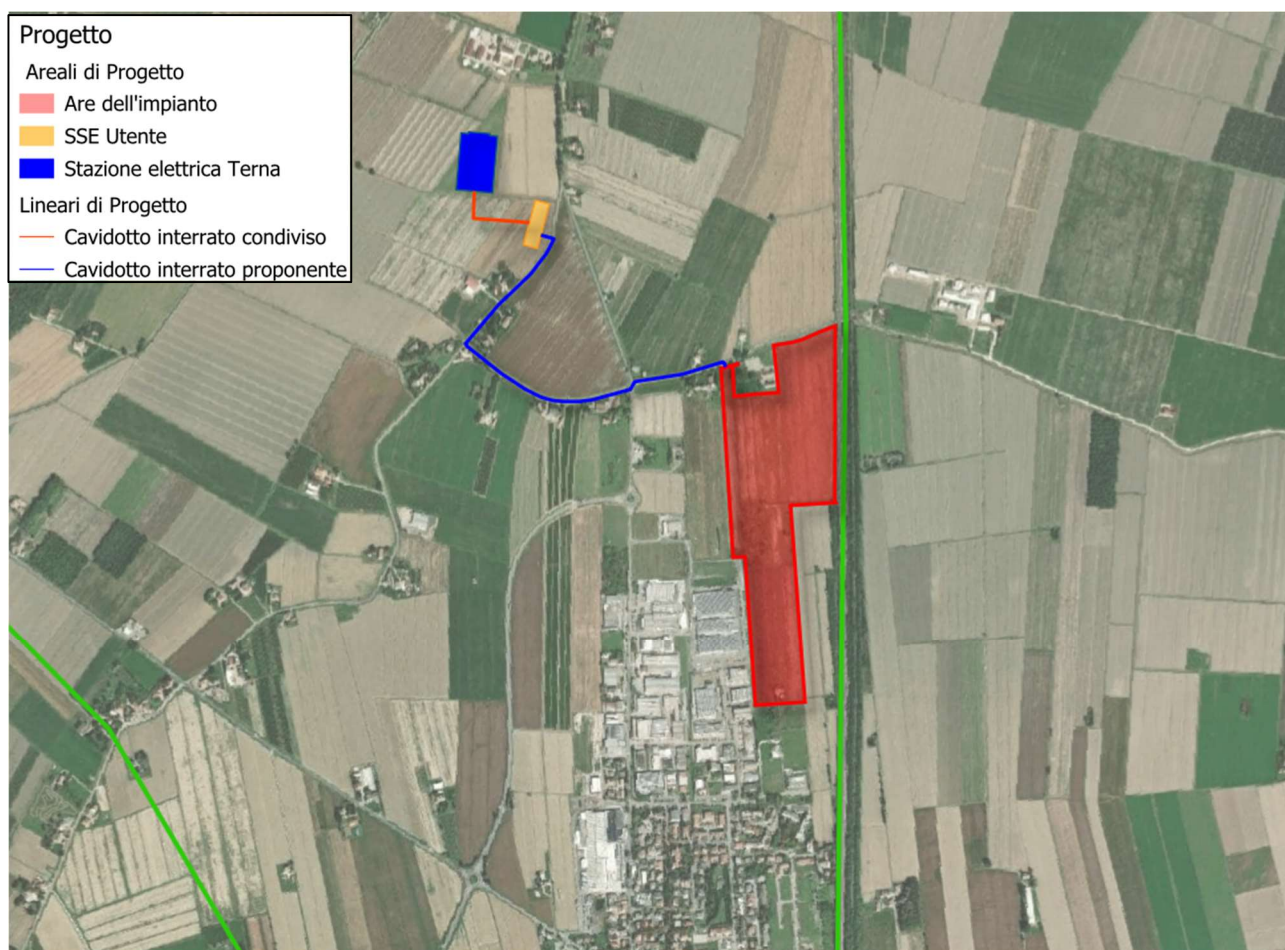 Progetto
Areali di Progetto
Are dell'impianto
SSE Utente
Stazione elettrica Terna
Lineari di Progetto
Cavidotto interrato condiviso
Cavidotto interrato proponente